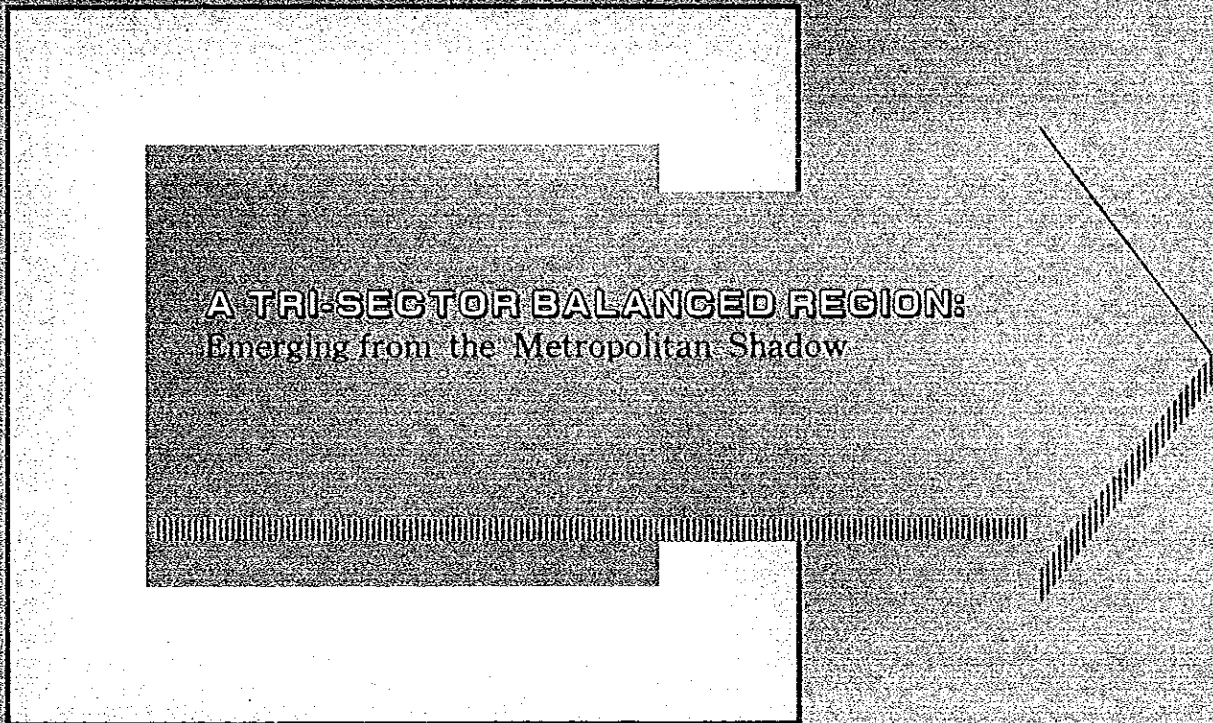 A TRI-SECTOR BALANCED REGION:
Emerging from the Metropolitan Shadow